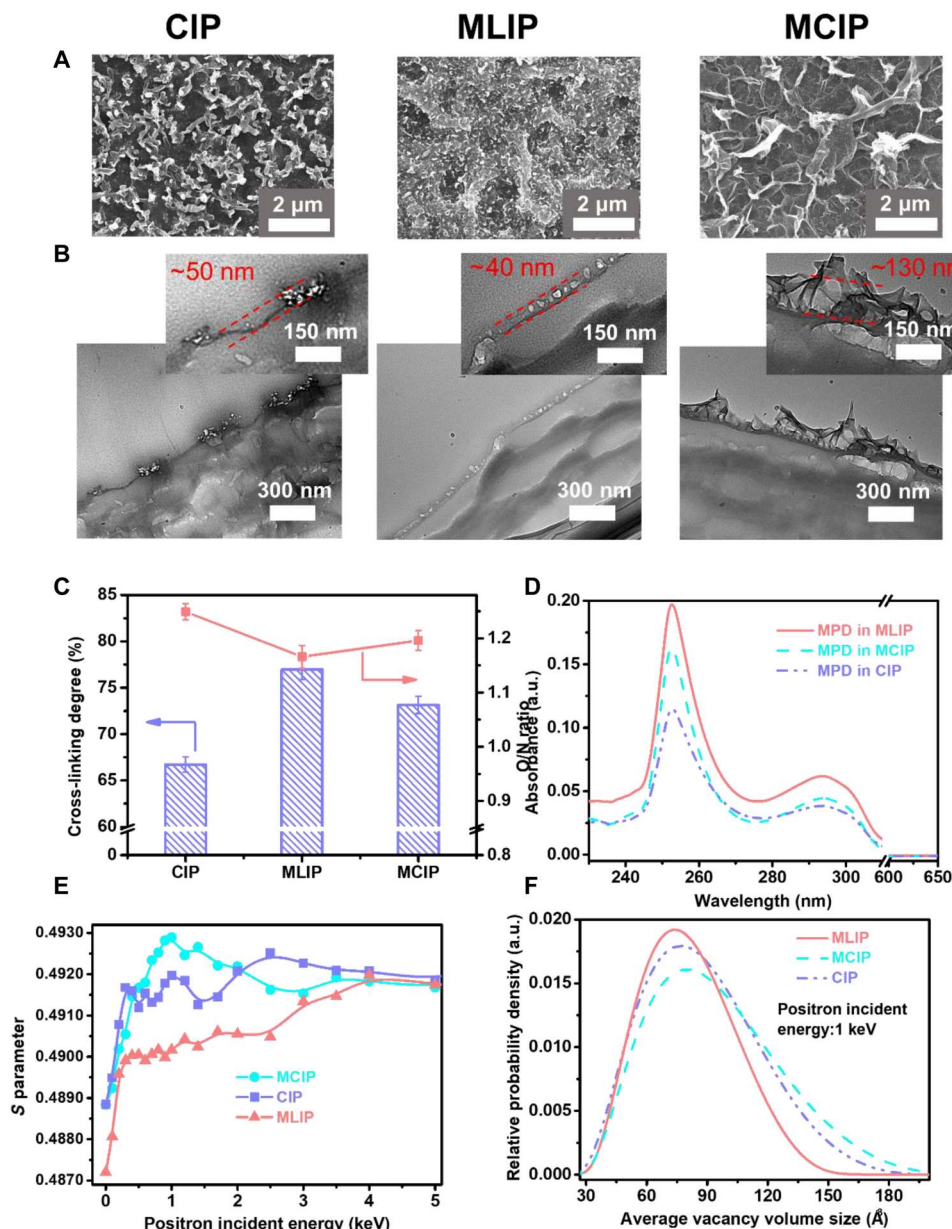 CIP MLIP MCIP
A
2 µm 2 µm 2 µm
B
~50 nm ~40 nm ~130 nm
150 nm 150 nm 150 nm
300 nm 300 nm 300 nm
C
Cross-linking degree (%)
85
80
75
70
65
60
0
1.2
1.1
1.0
0.9
0.8
O/N ratio
CIP MLIP MCIP
D
Absorbance (a.u.)
0.20
0.15
0.10
0.05
0.00
MPD in MLIP
MPD in MCIP
MPD in CIP
240 260 280 300 600 650
Wavelength (nm)
E
S parameter
0.4930
0.4920
0.4910
0.4900
0.4890
0.4880
0.4870
MCIP
CIP
MLIP
0 1 2 3 4 5
Positron incident energy (keV)
F
Relative probability density (a.u.)
0.020
0.015
0.010
0.005
0.000
MLIP
MCIP
CIP
Positron incident
energy:1 keV
30 60 90 120 150 180
Average vacancy volume size (Å3)